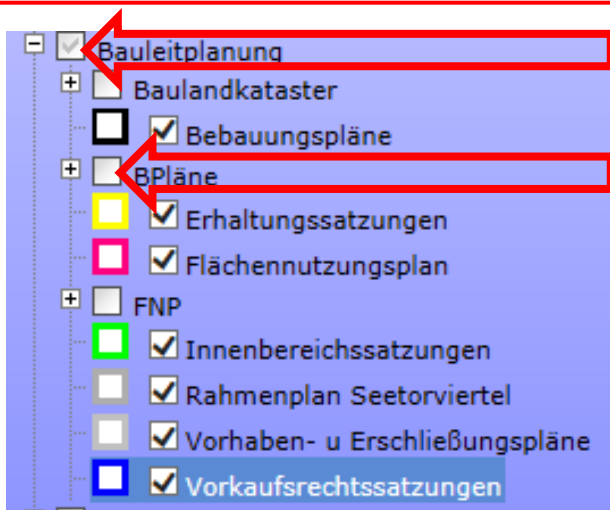 Bauleitplanung
Baulandkataster
Bebauungspläne
BPläne
Erhaltungssatzungen
Flächennutzungsplan
FNP
Innenbereichssatzungen
Rahmenplan Seetorviertel
Vorhaben- u Erschließungspläne
Vorkaufsrechtssatzungen